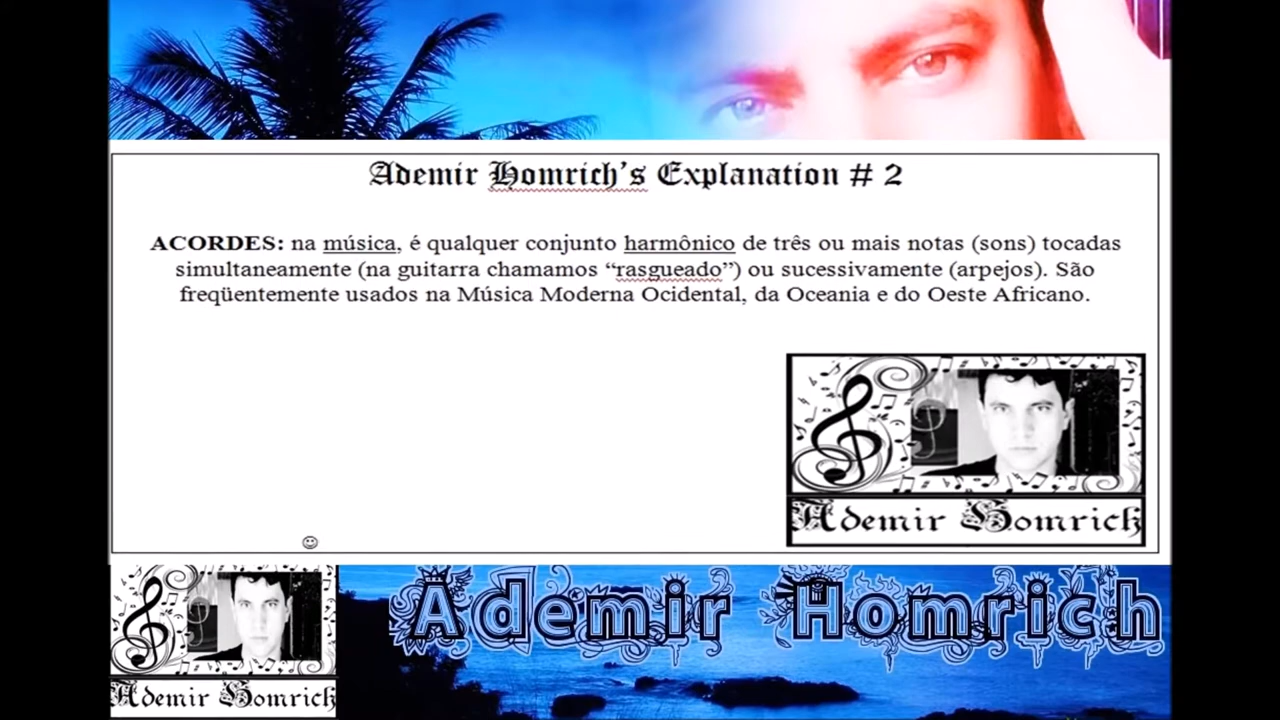 Ademir Homrich's Explanation # 2
ACORDES: na música, é qualquer conjunto harmônico de três ou mais notas (sons) tocadas
simultaneamente (na guitarra chamamos “rasgueado”) ou sucessivamente (arpejos). São
freqüentemente usados na Música Moderna Ocidental, da Oceania e do Oeste Africano.
Ademir Homrich
Ademir Homrich
Ademir Homrich